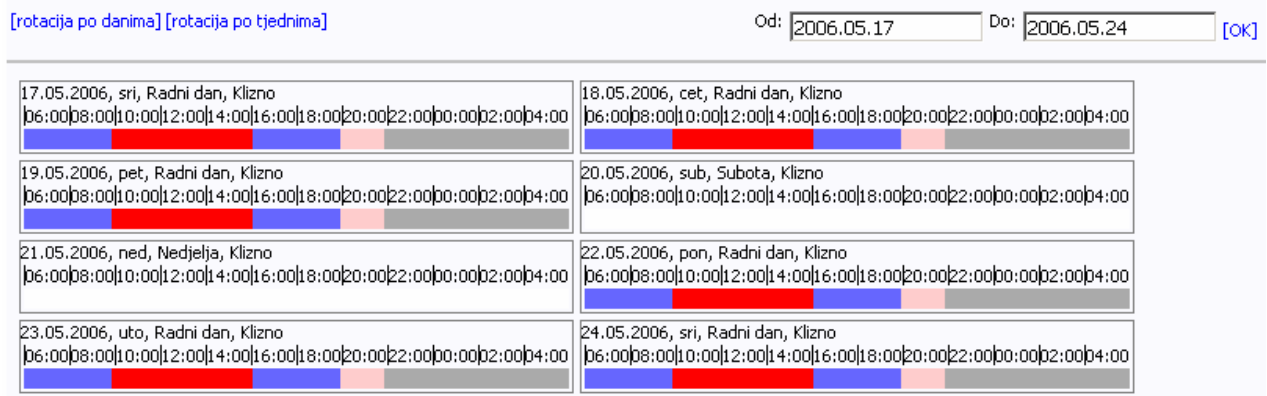 [rotacija po danima] [rotacija po tjednima] Od: 2006.05.17 Do: 2006.05.24 [OK]
17.05.2006, sri, Radni dan, Klizno
06:00|08:00|10:00|12:00|14:00|16:00|18:00|20:00|22:00|00:00|02:00|04:00
18.05.2006, cet, Radni dan, Klizno
06:00|08:00|10:00|12:00|14:00|16:00|18:00|20:00|22:00|00:00|02:00|04:00
19.05.2006, pet, Radni dan, Klizno
06:00|08:00|10:00|12:00|14:00|16:00|18:00|20:00|22:00|00:00|02:00|04:00
20.05.2006, sub, Subota, Klizno
06:00|08:00|10:00|12:00|14:00|16:00|18:00|20:00|22:00|00:00|02:00|04:00
21.05.2006, ned, Nedjelja, Klizno
06:00|08:00|10:00|12:00|14:00|16:00|18:00|20:00|22:00|00:00|02:00|04:00
22.05.2006, pon, Radni dan, Klizno
06:00|08:00|10:00|12:00|14:00|16:00|18:00|20:00|22:00|00:00|02:00|04:00
23.05.2006, uto, Radni dan, Klizno
06:00|08:00|10:00|12:00|14:00|16:00|18:00|20:00|22:00|00:00|02:00|04:00
24.05.2006, sri, Radni dan, Klizno
06:00|08:00|10:00|12:00|14:00|16:00|18:00|20:00|22:00|00:00|02:00|04:00